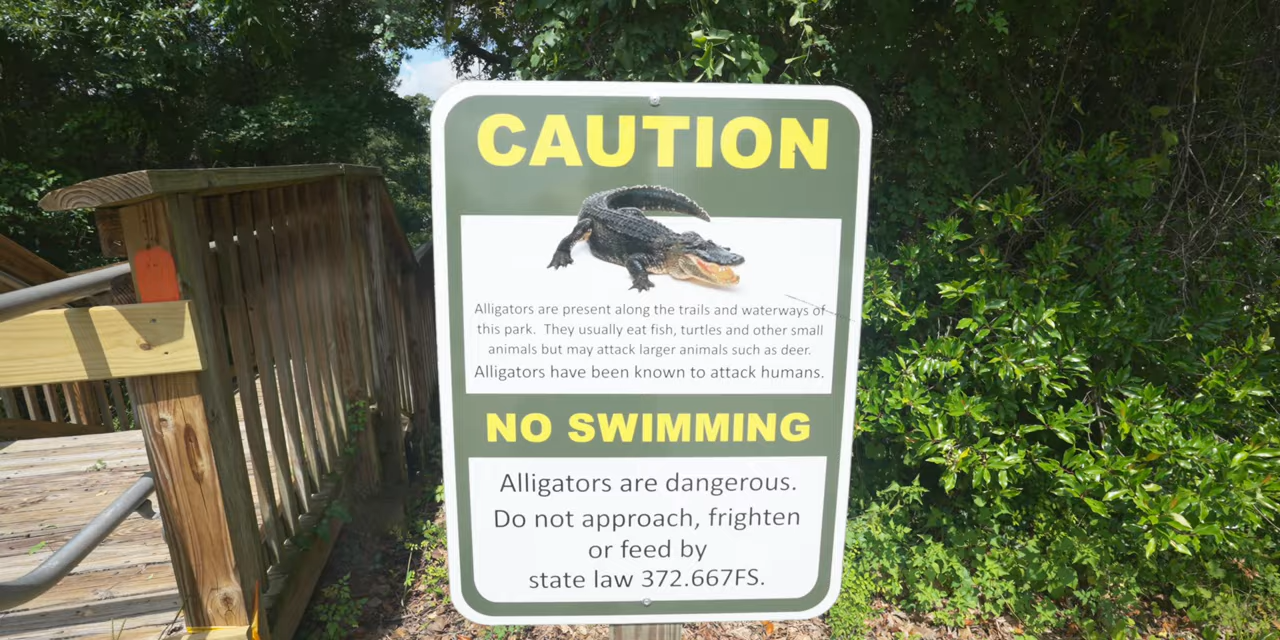 CAUTION
Alligators are present along the trails and waterways of
this park. They usually eat fish, turtles and other small
animals but may attack larger animals such as deer.
Alligators have been known to attack humans.
NO SWIMMING
Alligators are dangerous.
Do not approach, frighten
or feed by
state law 372.667FS.